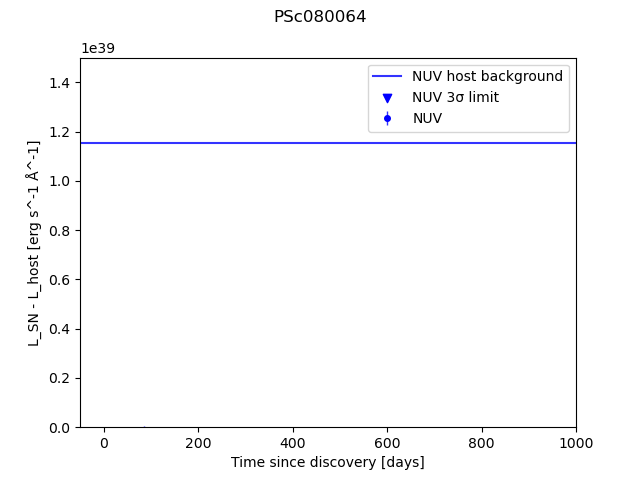 PSc080064
1e39
NUV host background
NUV 3σ limit
NUV
1.4
1.2
1.0
0.8
0.6
0.4
0.2
0.0
L_SN - L_host [erg s^-1 Å^-1]
0 200 400 600 800 1000
Time since discovery [days]